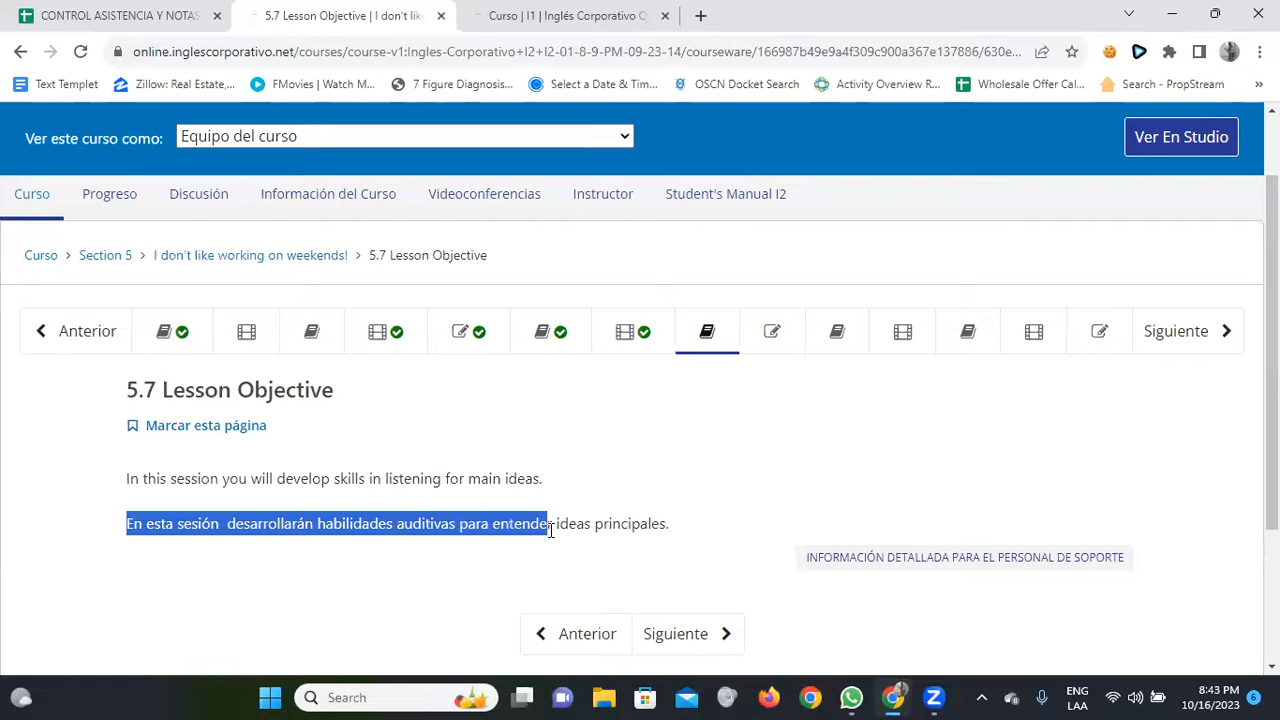 CONTROL ASISTENCIA Y NOTAS
5.7 Lesson Objective | I don't like
Curso | I1 | Inglés Corporativo O
online.inglescorporativo.net/courses/course-v1:Ingles-Corporativo+I2+I2-01-8-9-PM-09-23-14/courseware/166987b49e9a4f309c900a367e137886/630e...
Text Templet
Zillow: Real Estate,...
FMovies | Watch M...
7 Figure Diagnosis...
Select a Date & Tim...
OSCN Docket Search
Activity Overview R...
Wholesale Offer Cal...
Search - PropStream
»
Ver este curso como:
Equipo del curso
Ver En Studio
Curso
Progreso
Discusión
Información del Curso
Videoconferencias
Instructor
Student's Manual I2
Curso > Section 5 > I don't like working on weekends! > 5.7 Lesson Objective
Anterior
Siguiente
5.7 Lesson Objective
Marcar esta página
In this session you will develop skills in listening for main ideas.
En esta sesión desarrollarán habilidades auditivas para entender ideas principales.
INFORMACIÓN DETALLADA PARA EL PERSONAL DE SOPORTE
Anterior
Siguiente
Search
ENG
LAA
8:43 PM
10/16/2023